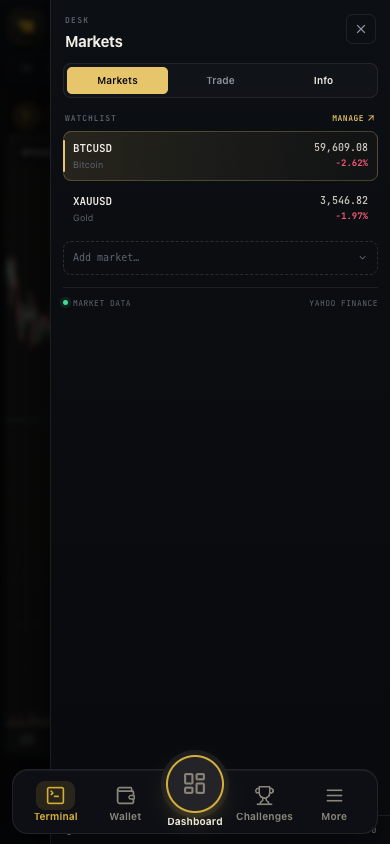 DESK
Markets
Markets Trade Info
WATCHLIST MANAGE
BTCUSD 59,609.08
Bitcoin -2.62%
XAUUSD 3,546.82
Gold -1.97%
Add market…
MARKET DATA YAHOO FINANCE
Terminal Wallet Dashboard Challenges More